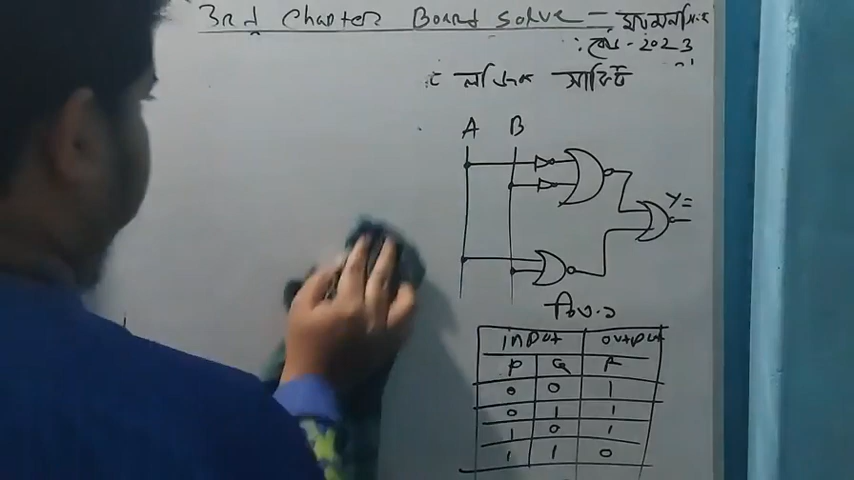 3rd Chapter Board Solve - ময়মনসিংহ
: বোর্ড - 2023
লজিক সার্কিট
A B
Y=
চিত্র-১
input output
P Q F
0 0 1
0 1 1
1 0 1
1 1 0